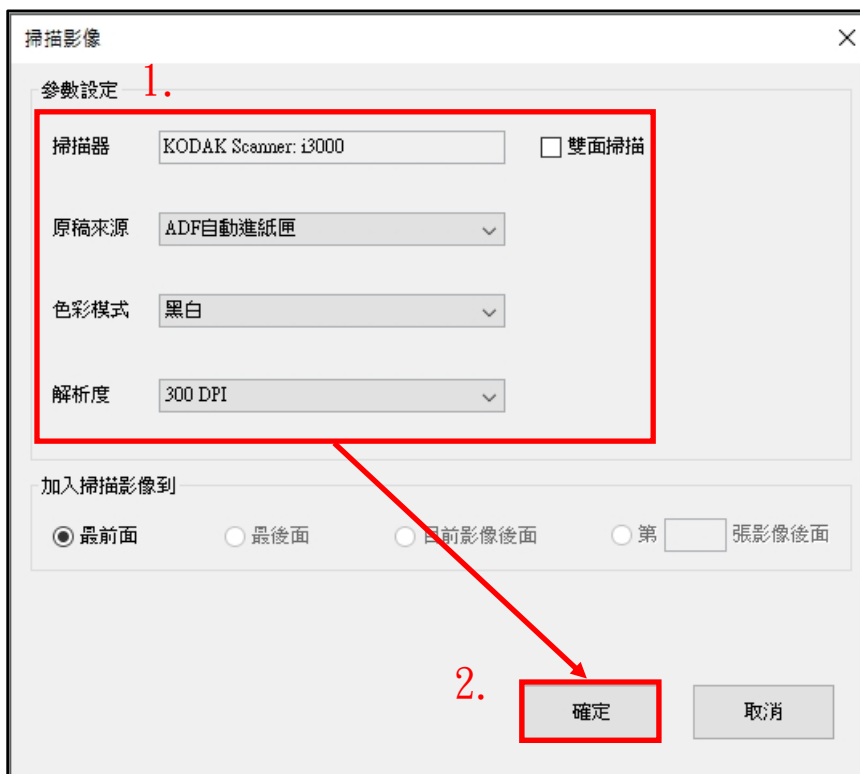 掃描影像
參數設定 1.
掃描器 KODAK Scanner: i3000 雙面掃描
原稿來源 ADF自動進紙匣
色彩模式 黑白
解析度 300 DPI
加入掃描影像到
最前面 最後面 目前影像後面 第 張影像後面
2.
確定 取消